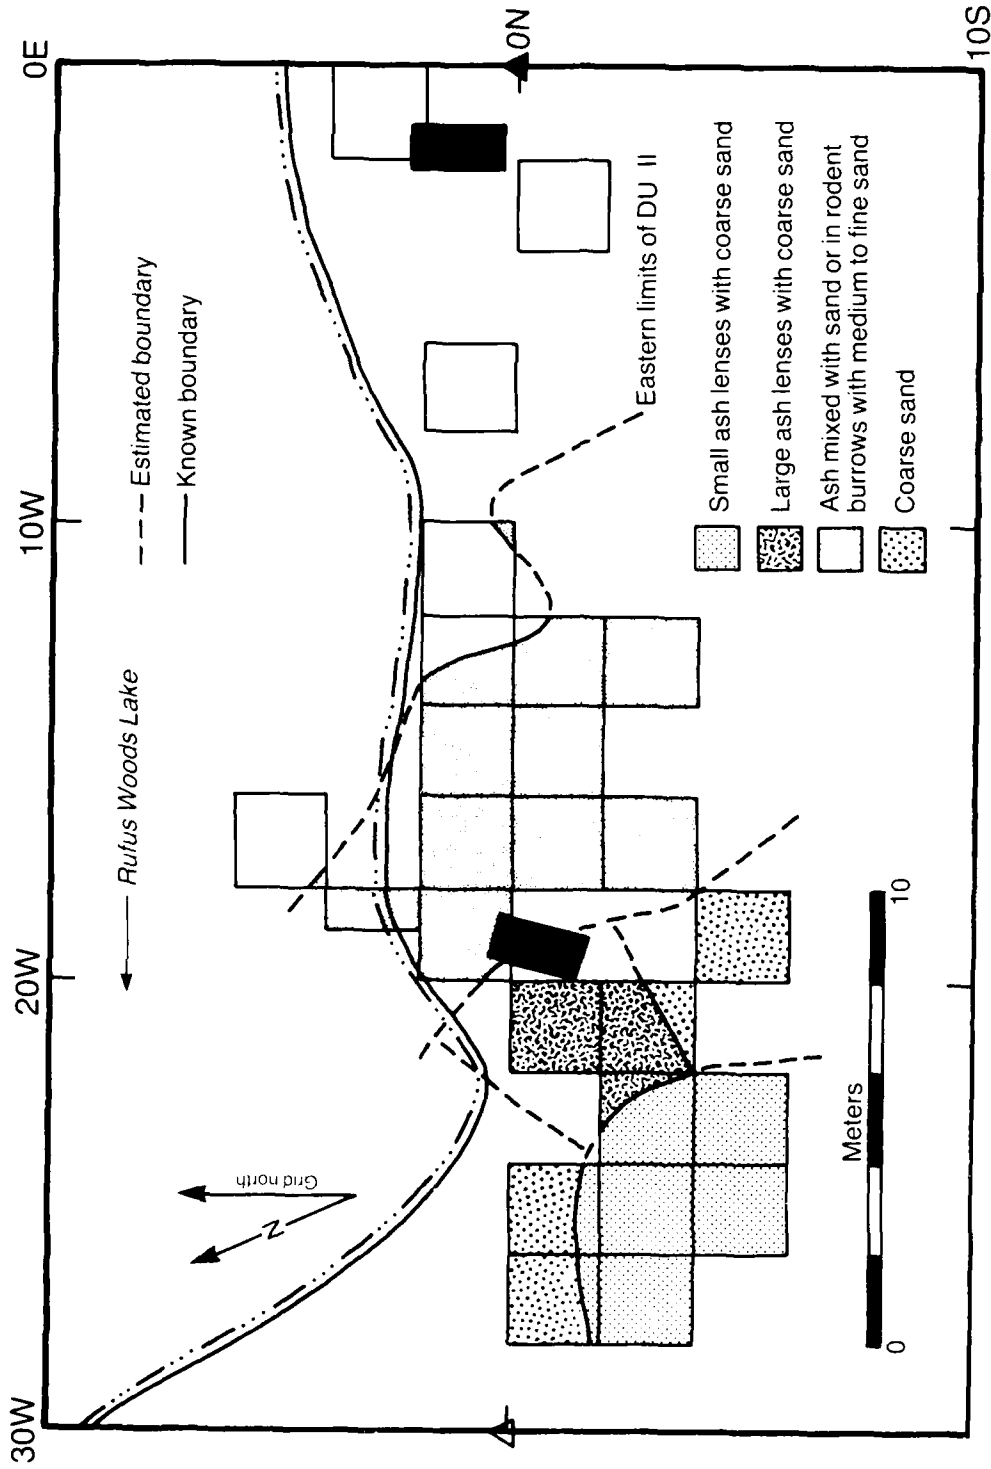 30W
20W
10W
0E
Rufus Woods Lake
Estimated boundary
Known boundary
Grid north
N
0N
Eastern limits of DU II
Small ash lenses with coarse sand
Large ash lenses with coarse sand
Ash mixed with sand or in rodent
burrows with medium to fine sand
Coarse sand
Meters
0
10
10S